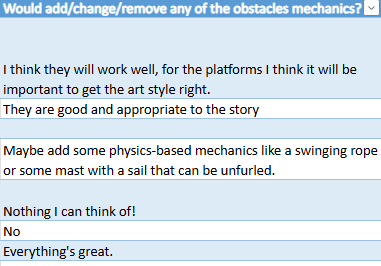 Would add/change/remove any of the obstacles mechanics?
I think they will work well, for the platforms I think it will be
important to get the art style right.
They are good and appropriate to the story
Maybe add some physics-based mechanics like a swinging rope
or some mast with a sail that can be unfurled.
Nothing I can think of!
No
Everything's great.